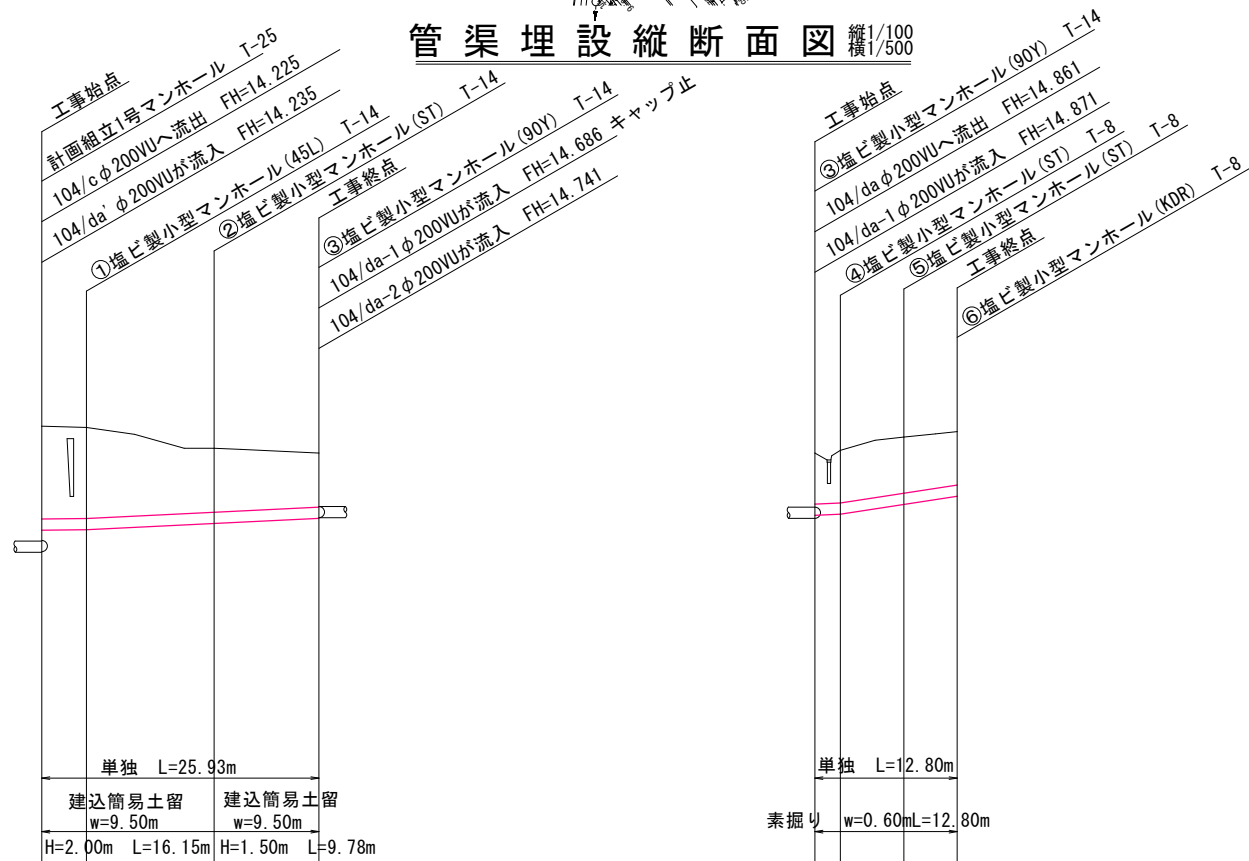 管渠埋設縦断面図 縦1/100
横1/500
工事始点
計画組立1号マンホール T-25
104/cφ200VUへ流出 FH=14.225
104/da'φ200VUが流入 FH=14.235
①塩ビ製小型マンホール(45L) T-14
②塩ビ製小型マンホール(ST) T-14
工事終点
③塩ビ製小型マンホール(90Y) T-14
104/da-1φ200VUが流入 FH=14.686 キャップ止
104/da-2φ200VUが流入 FH=14.741
工事始点
③塩ビ製小型マンホール(90Y) T-14
104/daφ200VUへ流出 FH=14.861
104/da-1φ200VUが流入 FH=14.871
④塩ビ製小型マンホール(ST) T-8
⑤塩ビ製小型マンホール(ST) T-8
工事終点
⑥塩ビ製小型マンホール(KDR) T-8
単独 L=25.93m
建込簡易土留 建込簡易土留
w=9.50m w=9.50m
H=2.00m L=16.15m H=1.50m L=9.78m
単独 L=12.80m
素掘り w=0.60mL=12.80m